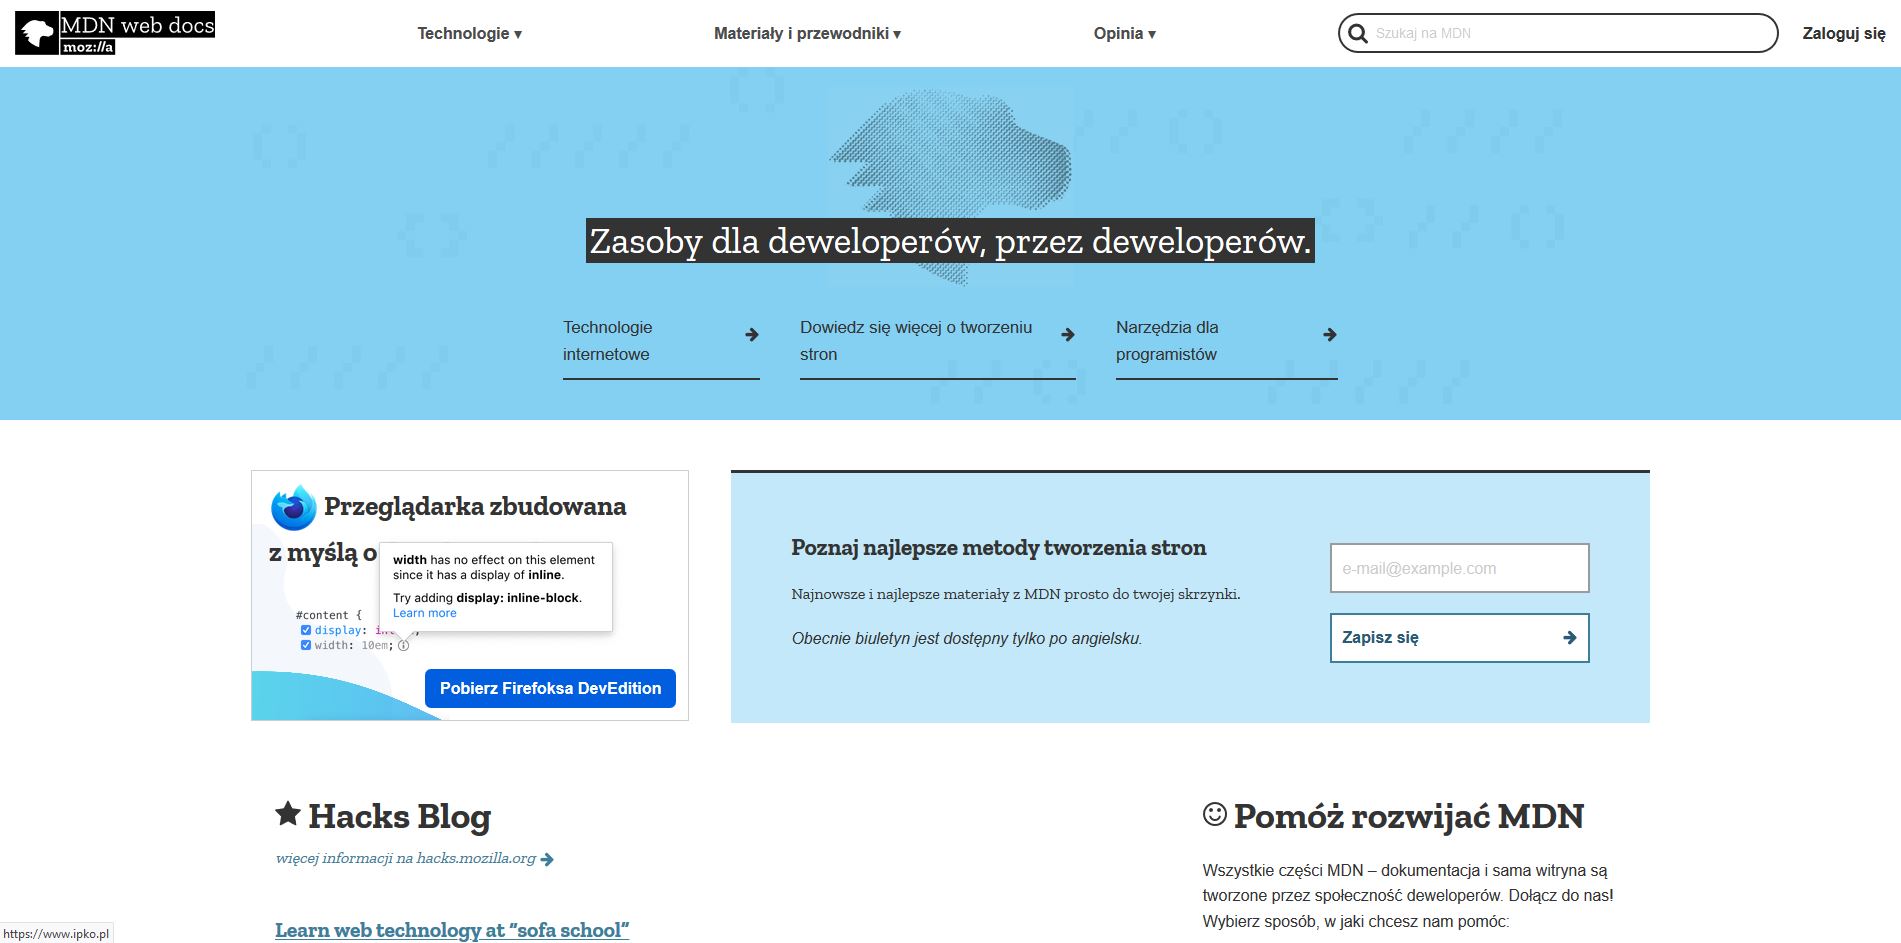 MDN web docs
moz://a
Technologie ▾
Materiały i przewodniki ▾
Opinia ▾
Szukaj na MDN
Zaloguj się
Zasoby dla deweloperów, przez deweloperów.
Technologie
internetowe
Dowiedz się więcej o tworzeniu
stron
Narzędzia dla
programistów
Przeglądarka zbudowana
z myślą o
width has no effect on this element
since it has a display of inline.
Try adding display: inline-block.
Learn more
#content {
display:
width: 10em;
Pobierz Firefoksa DevEdition
Poznaj najlepsze metody tworzenia stron
Najnowsze i najlepsze materiały z MDN prosto do twojej skrzynki.
Obecnie biuletyn jest dostępny tylko po angielsku.
e-mail@example.com
Zapisz się
Hacks Blog
więcej informacji na hacks.mozilla.org
Learn web technology at “sofa school”
Pomóż rozwijać MDN
Wszystkie części MDN – dokumentacja i sama witryna są
tworzone przez społeczność deweloperów. Dołącz do nas!
Wybierz sposób, w jaki chcesz nam pomóc:
https://www.ipko.pl